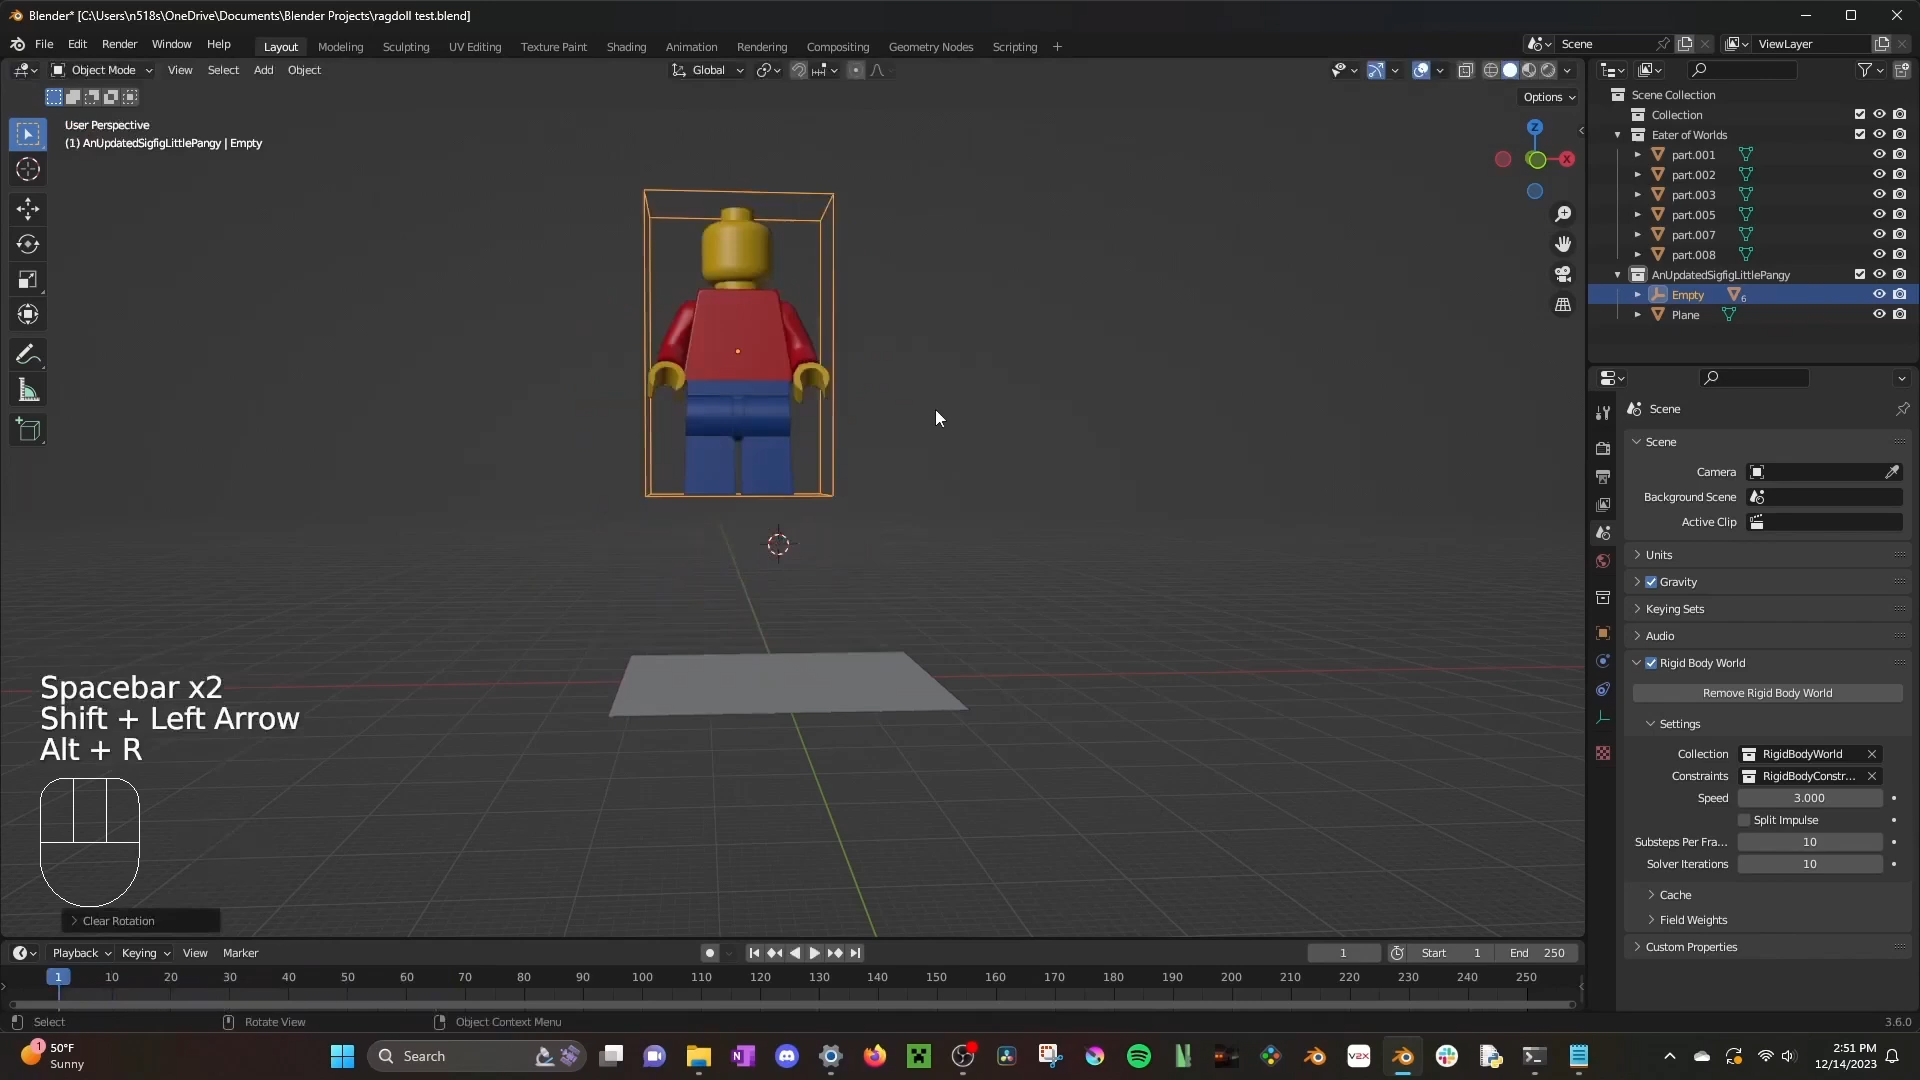 Blender* [C:\Users\n518s\OneDrive\Documents\Blender Projects\ragdoll test.blend]
File Edit Render Window Help Layout Modeling Sculpting UV Editing Texture Paint Shading Animation Rendering Compositing Geometry Nodes Scripting + Scene ViewLayer
Object Mode View Select Add Object Global
Options
User Perspective
(1) AnUpdatedSigfigLittlePangy | Empty
Z
X
Scene Collection
Collection
Eater of Worlds
part.001
part.002
part.003
part.005
part.007
part.008
AnUpdatedSigfigLittlePangy
Empty 6
Plane
Scene
Scene
Camera
Background Scene
Active Clip
Units
Gravity
Keying Sets
Audio
Rigid Body World
Remove Rigid Body World
Settings
Collection RigidBodyWorld
Constraints RigidBodyConstr...
Speed 3.000
Split Impulse
Substeps Per Fra... 10
Solver Iterations 10
Cache
Field Weights
Custom Properties
Spacebar x2
Shift + Left Arrow
Alt + R
Clear Rotation
Playback Keying View Marker 1 Start 1 End 250
1 10 20 30 40 50 60 70 80 90 100 110 120 130 140 150 160 170 180 190 200 210 220 230 240 250
Select Rotate View Object Context Menu 3.6.0
1 50°F
Sunny
Search
V2X
2:51 PM
12/14/2023